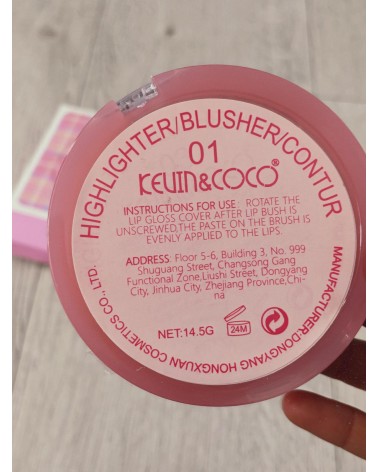 HIGHLIGHTER/BLUSHER/CONTUR
01
KEVIN&COCO®
INSTRUCTIONS FOR USE : ROTATE THE
LIP GLOSS COVER AFTER LIP BUSH IS
UNSCREWED,THE PASTE ON THE BRUSH IS
EVENLY APPLIED TO THE LIPS.
ADDRESS: Floor 5-6, Building 3, No. 999
Shuguang Street, Changsong Gang
Functional Zone,Liushi Street, Dongyang
City, Jinhua City, Zhejiang Province,Chi-
na
NET:14.5G
24M
MANUFACTURER:DONGYANG HONGXUAN COSMETICS CO.,LTD.